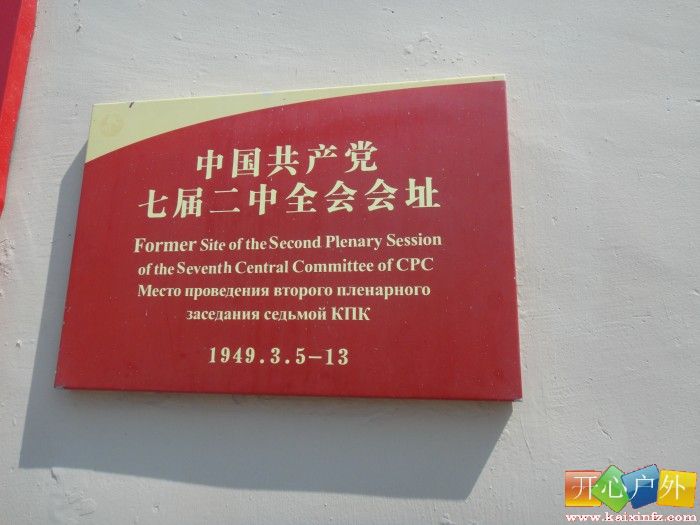 中国共产党
七届二中全会会址
Former Site of the Second Plenary Session
of the Seventh Central Committee of CPC
Место проведения второго пленарного
заседания седьмой КПК
1949.3.5-13
开心户外
www.kaixinfz.com